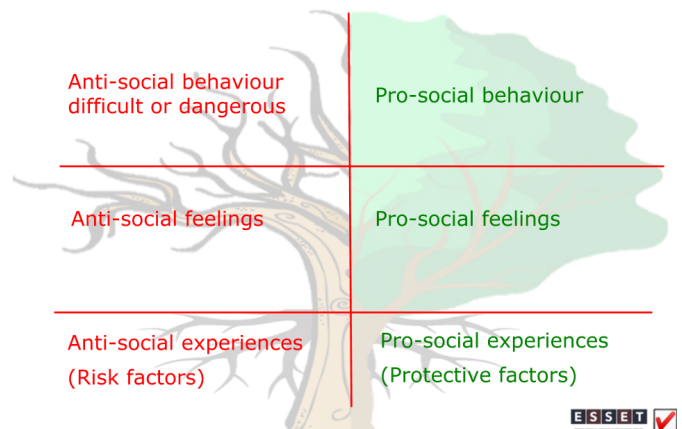 Anti-social behaviour
difficult or dangerous
Pro-social behaviour
Anti-social feelings
Pro-social feelings
Anti-social experiences
(Risk factors)
Pro-social experiences
(Protective factors)
ESSET